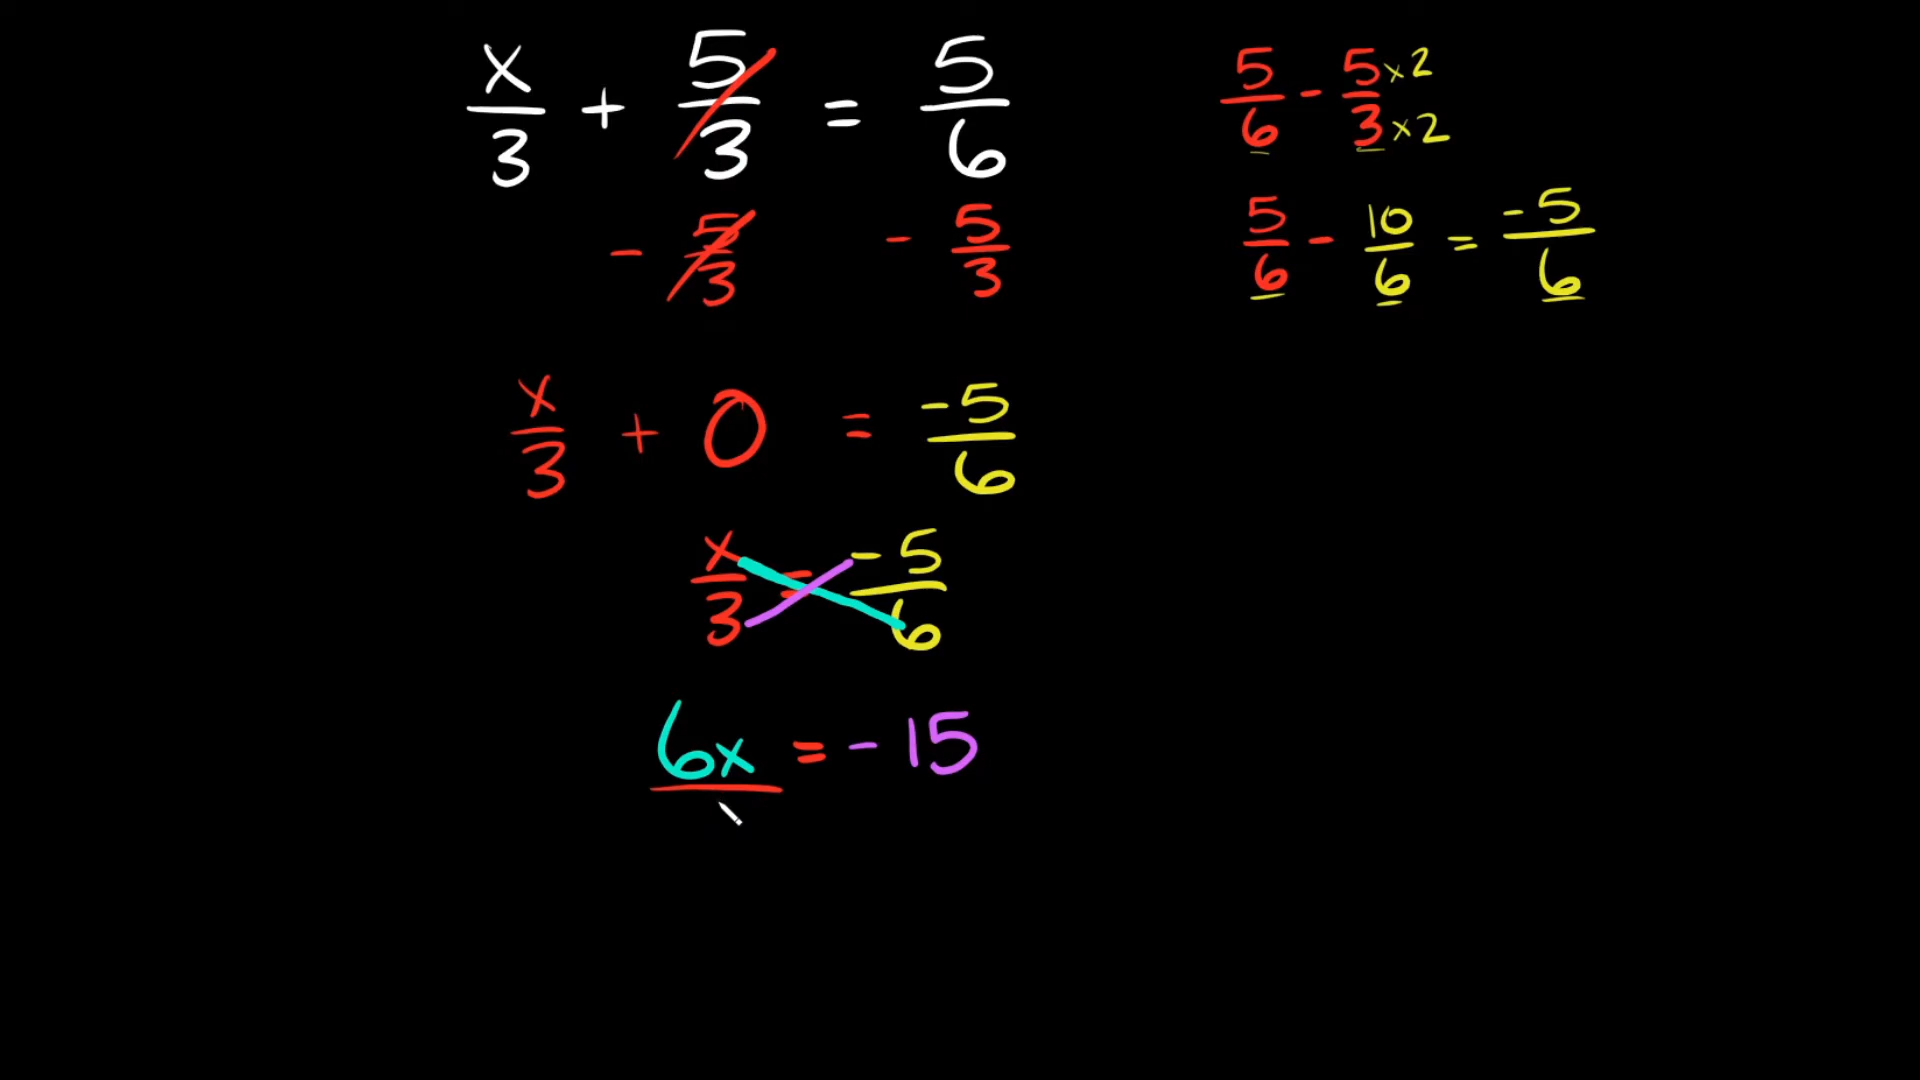 x/3 + 5/3 = 5/6
- 5/3 - 5/3
x/3 + 0 = -5/6
x/3 = -5/6
6x = - 15
5/6 - 5×2/3×2
5/6 - 10/6 = -5/6